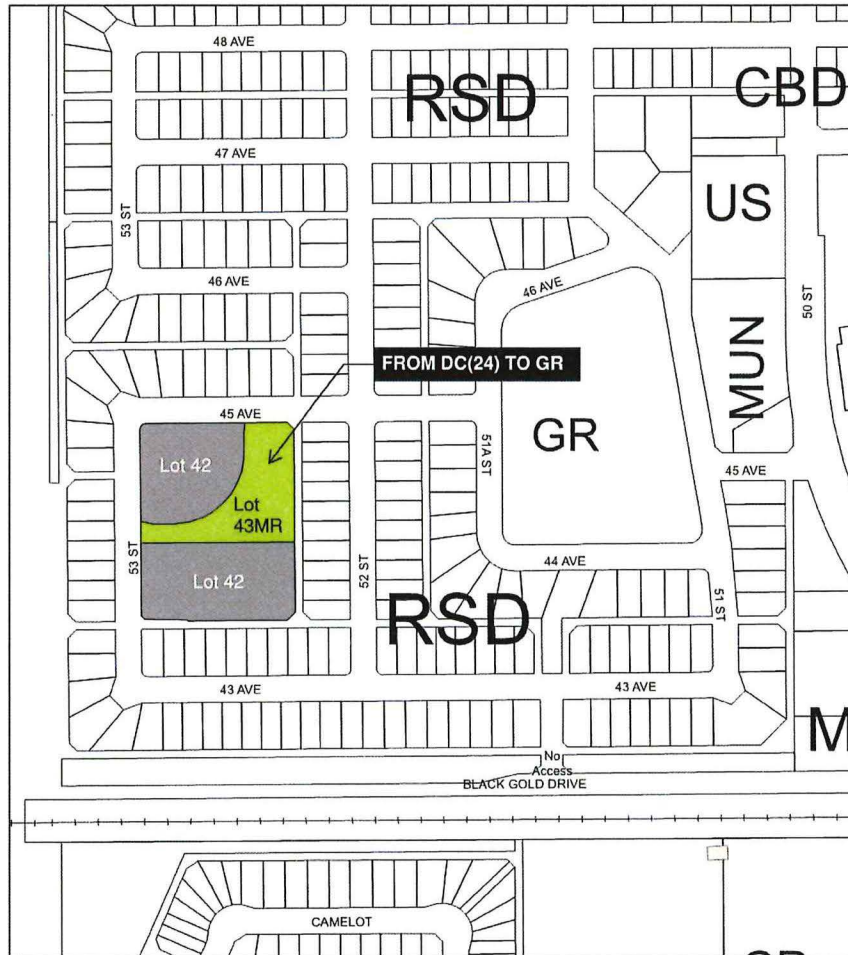 48 AVE
RSD
CBD
47 AVE
US
53 ST
46 AVE
46 AVE
50 ST
MUN
FROM DC(24) TO GR
45 AVE
GR
51A ST
Lot 42
45 AVE
Lot
43MR
53 ST
52 ST
44 AVE
Lot 42
51 ST
RSD
43 AVE
43 AVE
M
No
Access
BLACK GOLD DRIVE
CAMELOT